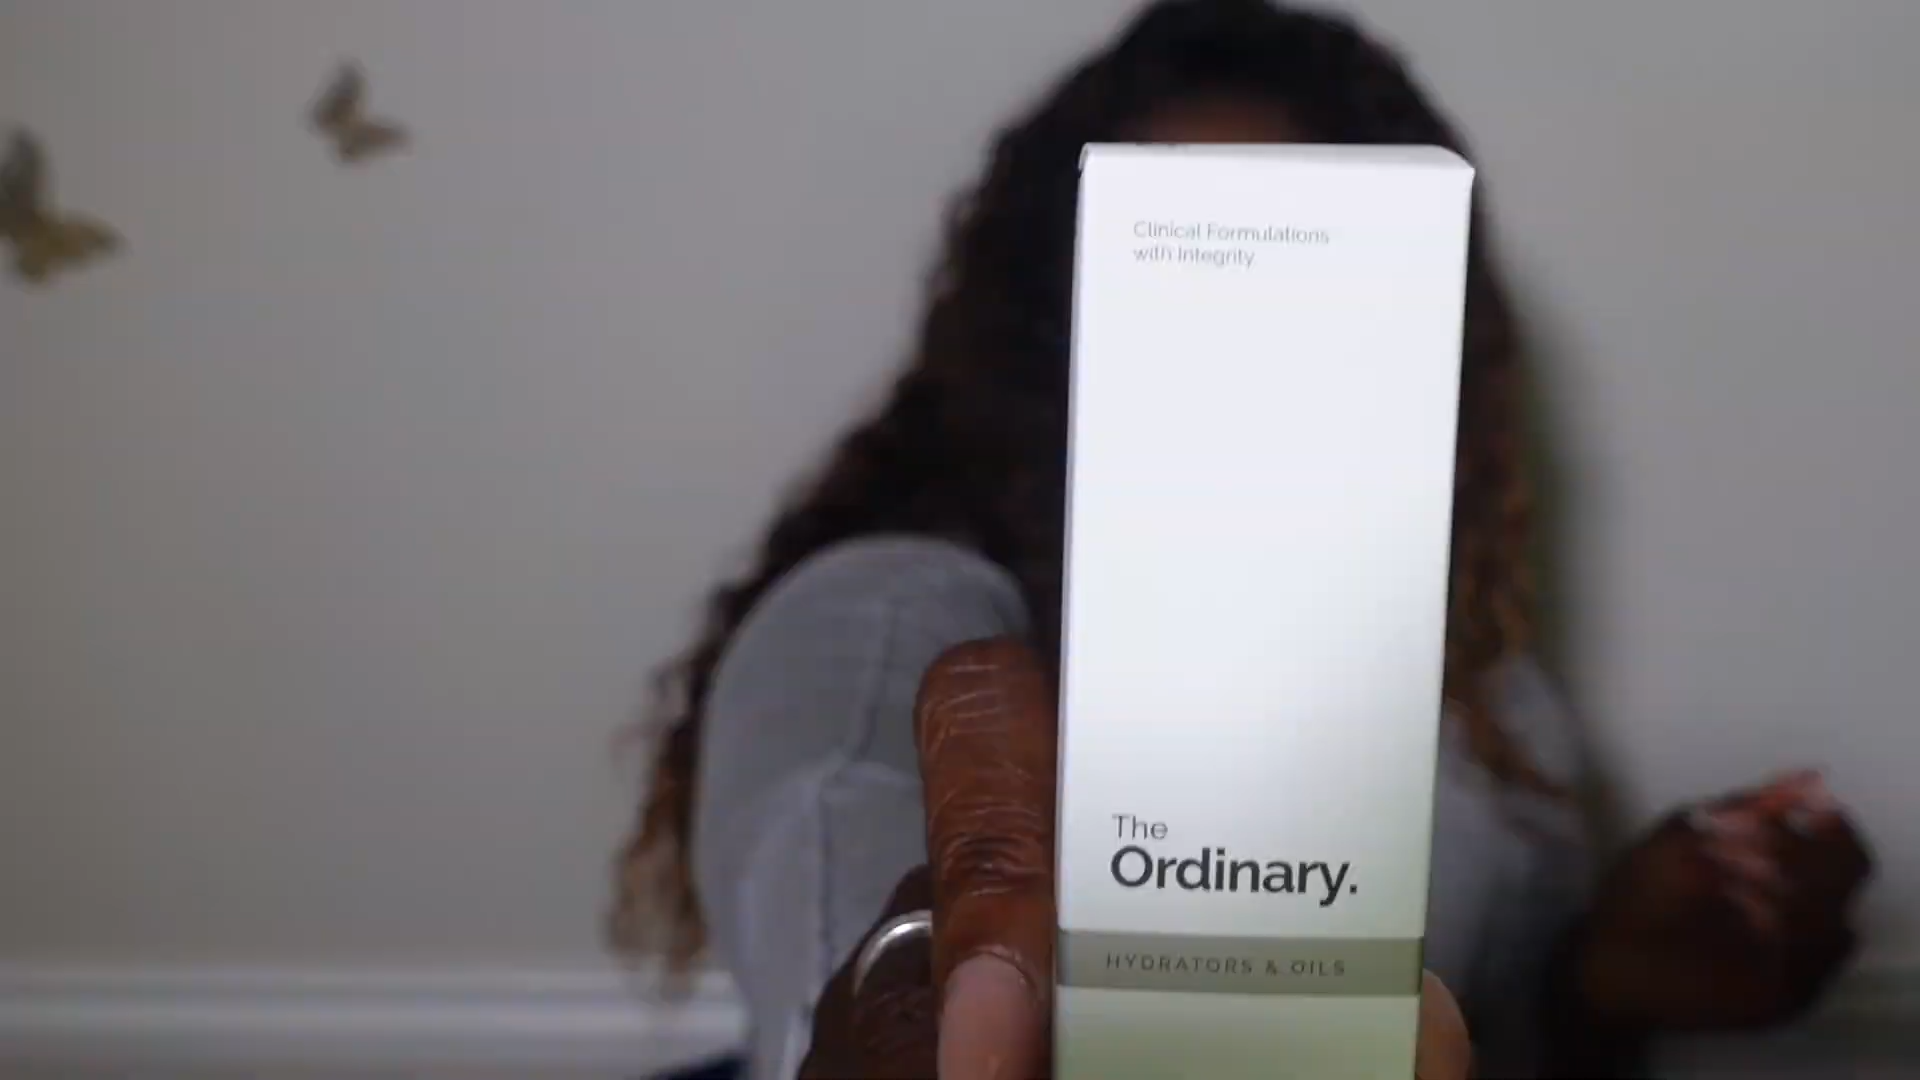 Clinical Formulations
with Integrity
The
Ordinary.
HYDRATORS & OILS